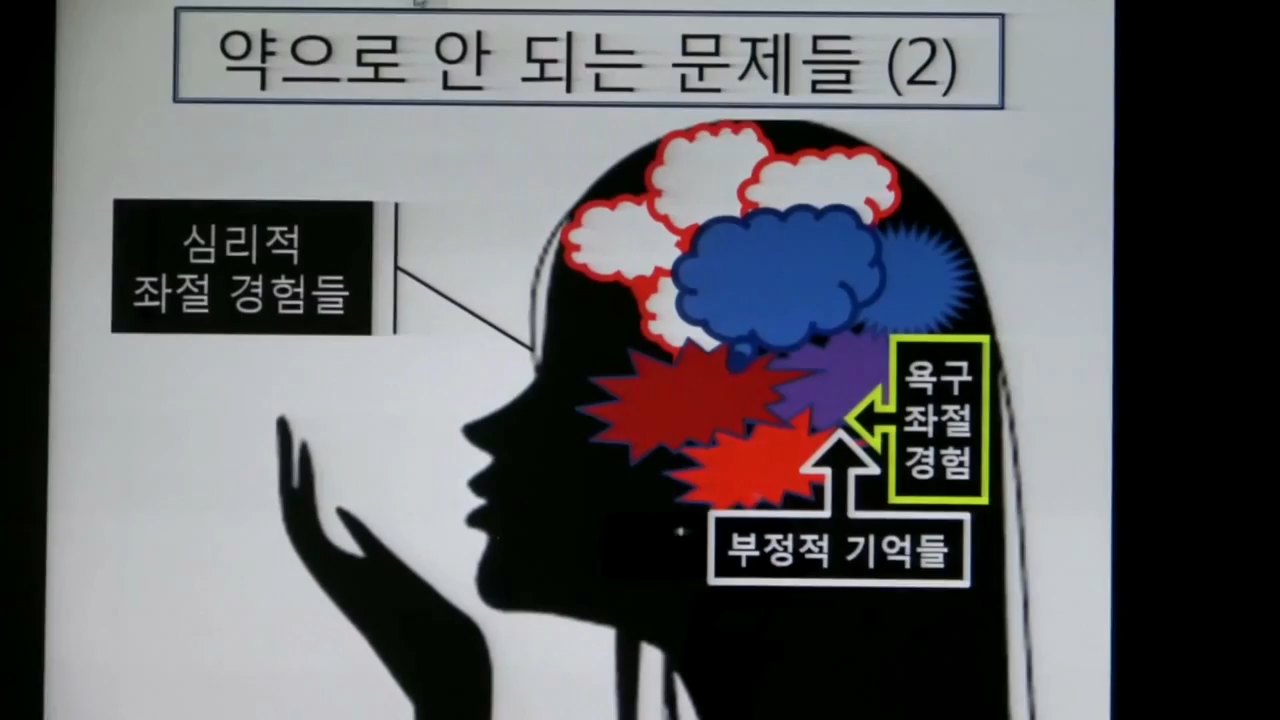 약으로 안 되는 문제들 (2)
심리적
좌절 경험들
욕구
좌절
경험
부정적 기억들